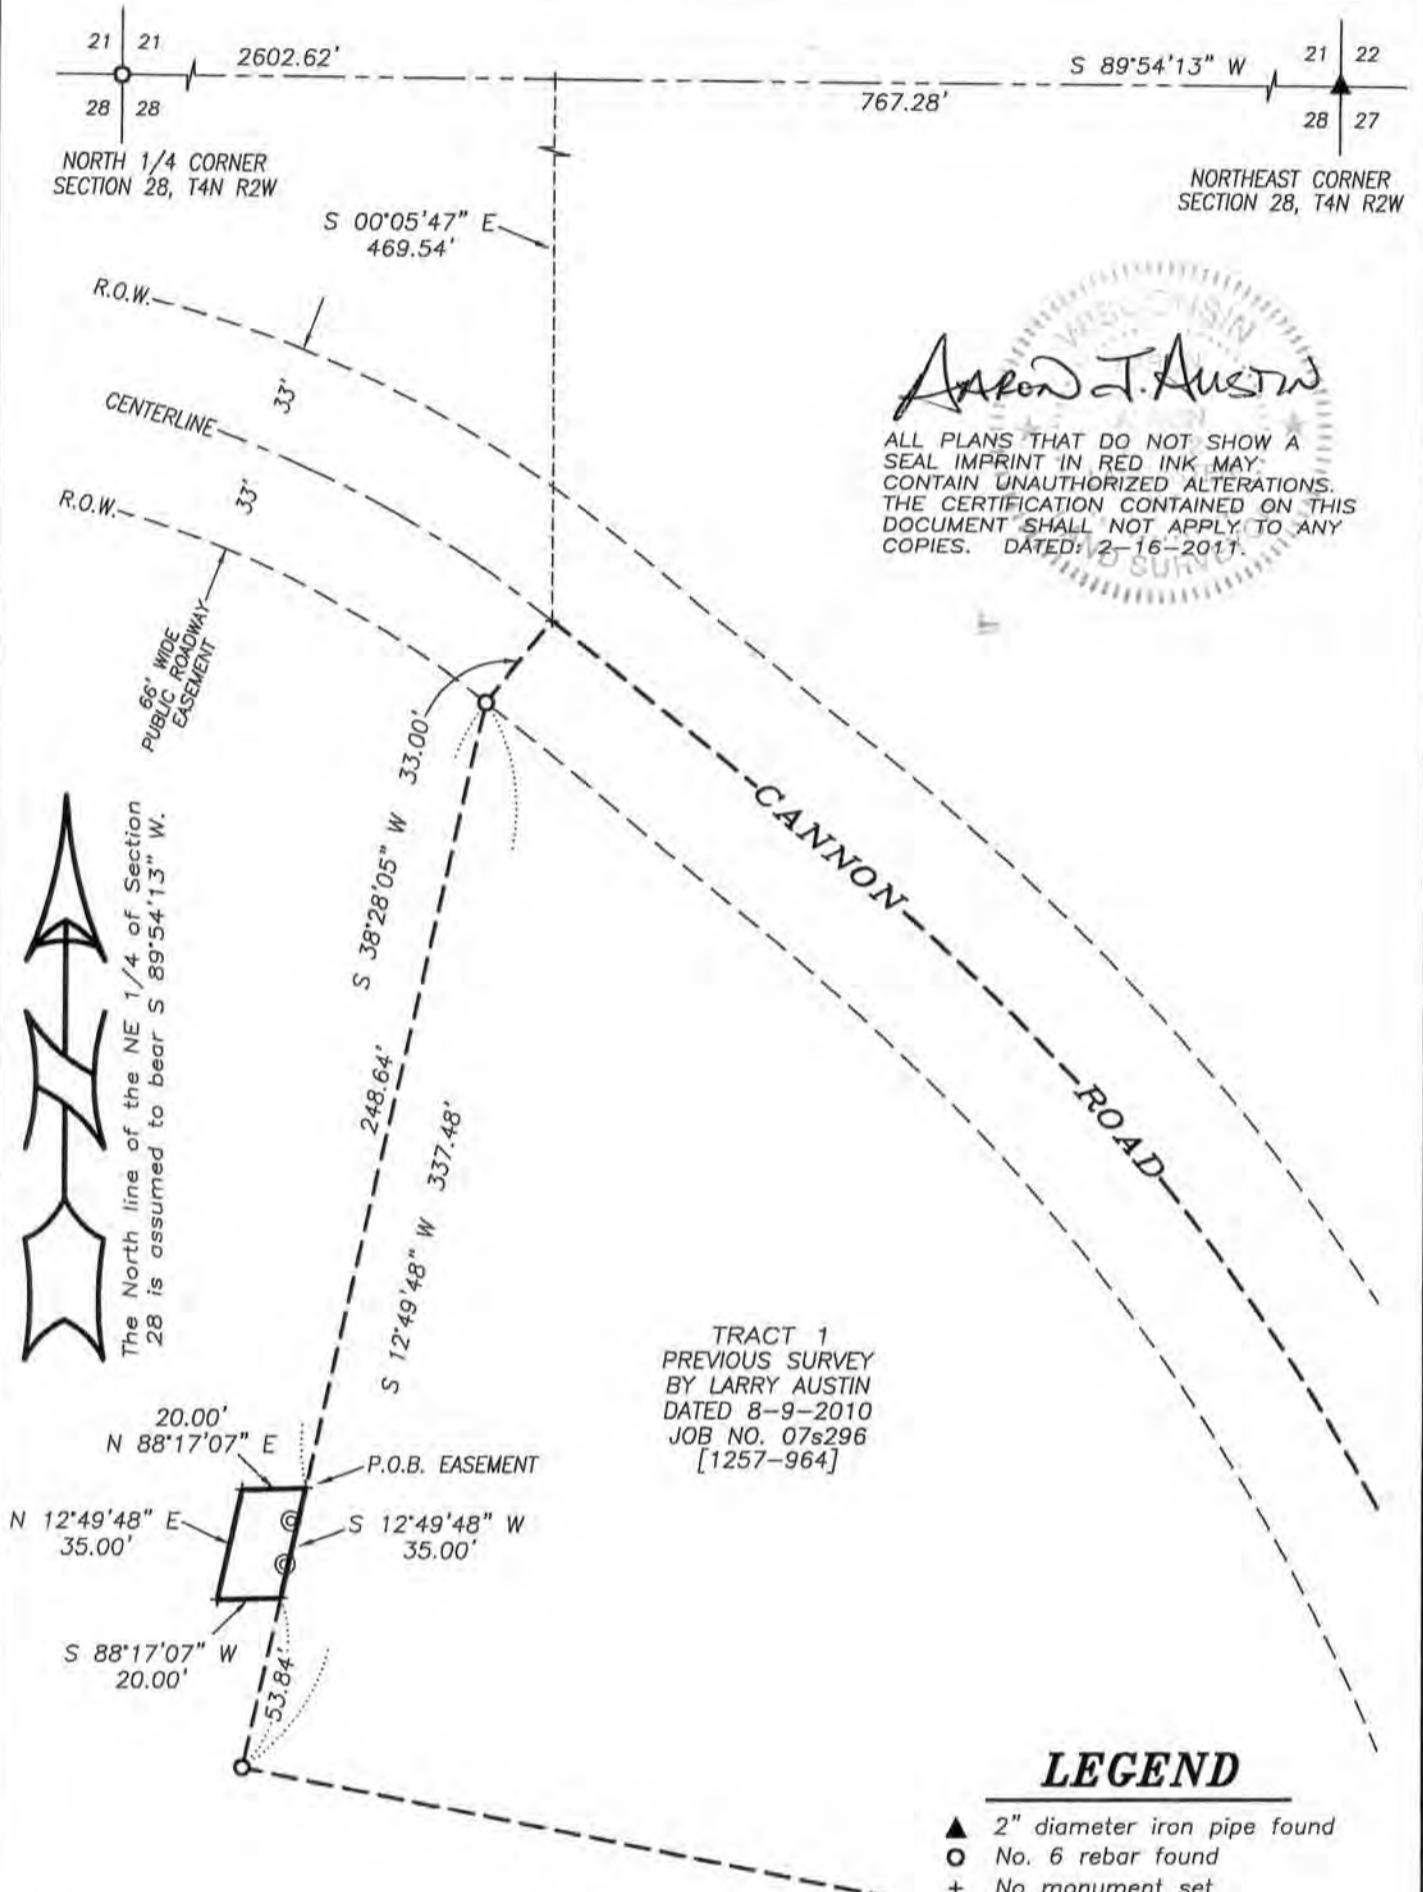 21 21
2602.62'
S 89°54'13" W
21 22
28 28
767.28'
28 27
NORTH 1/4 CORNER
SECTION 28, T4N R2W
NORTHEAST CORNER
SECTION 28, T4N R2W
S 00°05'47" E
469.54'
R.O.W.
33'
CENTERLINE
33'
R.O.W.
WISCONSIN
AARON J. AUSTIN
ALL PLANS THAT DO NOT SHOW A
SEAL IMPRINT IN RED INK MAY
CONTAIN UNAUTHORIZED ALTERATIONS.
THE CERTIFICATION CONTAINED ON THIS
DOCUMENT SHALL NOT APPLY TO ANY
COPIES. DATED: 2-16-2011.
LAND SURVEYOR
66' WIDE
PUBLIC ROADWAY
EASEMENT
S 38°28'05" W 33.00'
CANNON ROAD
The North line of the NE 1/4 of Section
28 is assumed to bear S 89°54'13" W.
248.64'
S 12°49'48" W 337.48'
TRACT 1
PREVIOUS SURVEY
BY LARRY AUSTIN
DATED 8-9-2010
JOB NO. 07s296
[1257-964]
20.00'
N 88°17'07" E
P.O.B. EASEMENT
N 12°49'48" E
35.00'
S 12°49'48" W
35.00'
S 88°17'07" W
20.00'
53.84'
LEGEND
2" diameter iron pipe found
No. 6 rebar found
No monument set